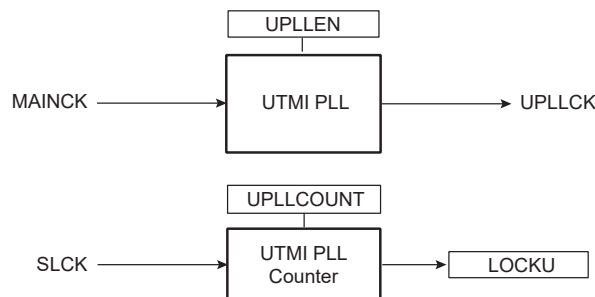 UPLLEN
MAINCK
UTMI PLL
UPLLCK
UPLLCOUNT
SLCK
UTMI PLL
Counter
LOCKU